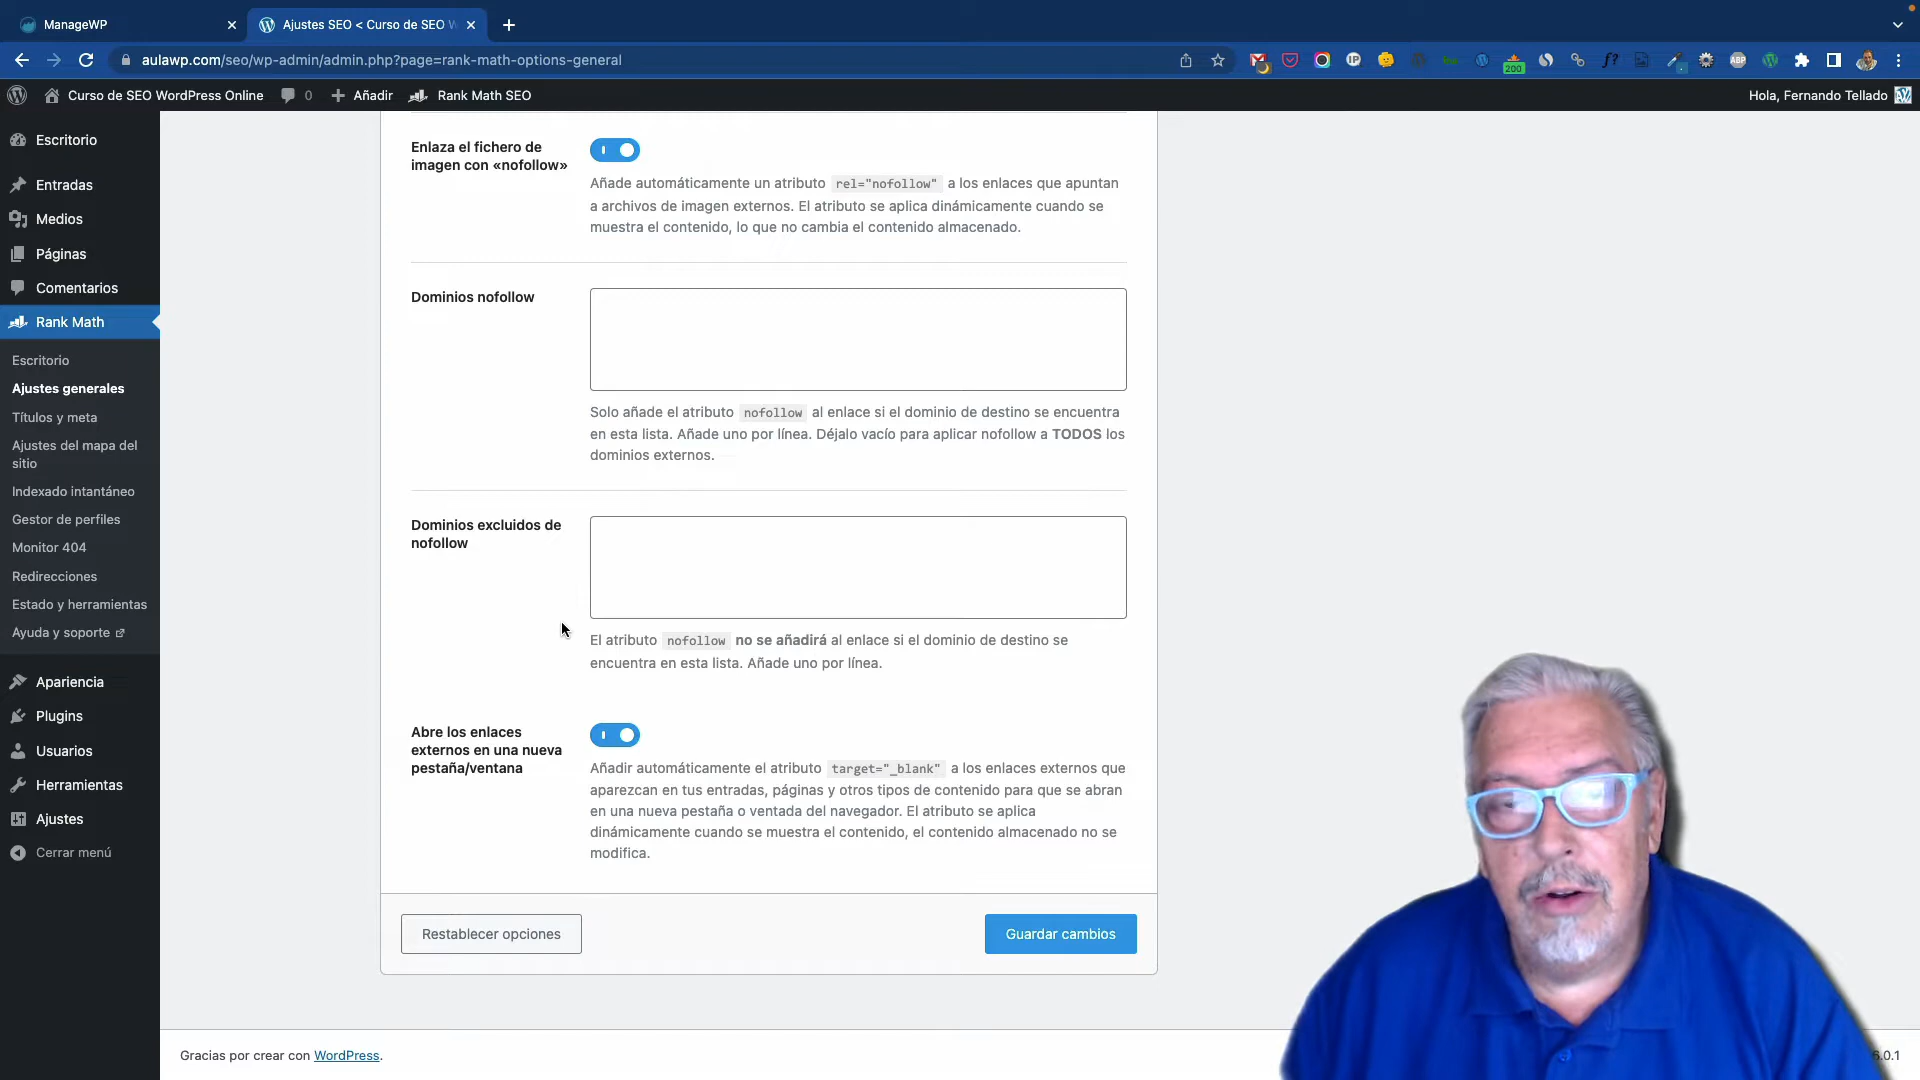 ManageWP
Ajustes SEO < Curso de SEO W
aulawp.com/seo/wp-admin/admin.php?page=rank-math-options-general
200
IP
f?
ABP
Curso de SEO WordPress Online
0
Añadir
Rank Math SEO
Hola, Fernando Tellado
Escritorio
Entradas
Medios
Páginas
Comentarios
Rank Math
Escritorio
Ajustes generales
Títulos y meta
Ajustes del mapa del
sitio
Indexado intantáneo
Gestor de perfiles
Monitor 404
Redirecciones
Estado y herramientas
Ayuda y soporte
Apariencia
Plugins
Usuarios
Herramientas
Ajustes
Cerrar menú
Enlaza el fichero de
imagen con «nofollow»
Añade automáticamente un atributo rel="nofollow" a los enlaces que apuntan
a archivos de imagen externos. El atributo se aplica dinámicamente cuando se
muestra el contenido, lo que no cambia el contenido almacenado.
Dominios nofollow
Solo añade el atributo nofollow al enlace si el dominio de destino se encuentra
en esta lista. Añade uno por línea. Déjalo vacío para aplicar nofollow a TODOS los
dominios externos.
Dominios excluidos de
nofollow
El atributo nofollow no se añadirá al enlace si el dominio de destino se
encuentra en esta lista. Añade uno por línea.
Abre los enlaces
externos en una nueva
pestaña/ventana
Añadir automáticamente el atributo target="_blank" a los enlaces externos que
aparezcan en tus entradas, páginas y otros tipos de contenido para que se abran
en una nueva pestaña o ventada del navegador. El atributo se aplica
dinámicamente cuando se muestra el contenido, el contenido almacenado no se
modifica.
Restablecer opciones
Guardar cambios
Gracias por crear con WordPress.
6.0.1